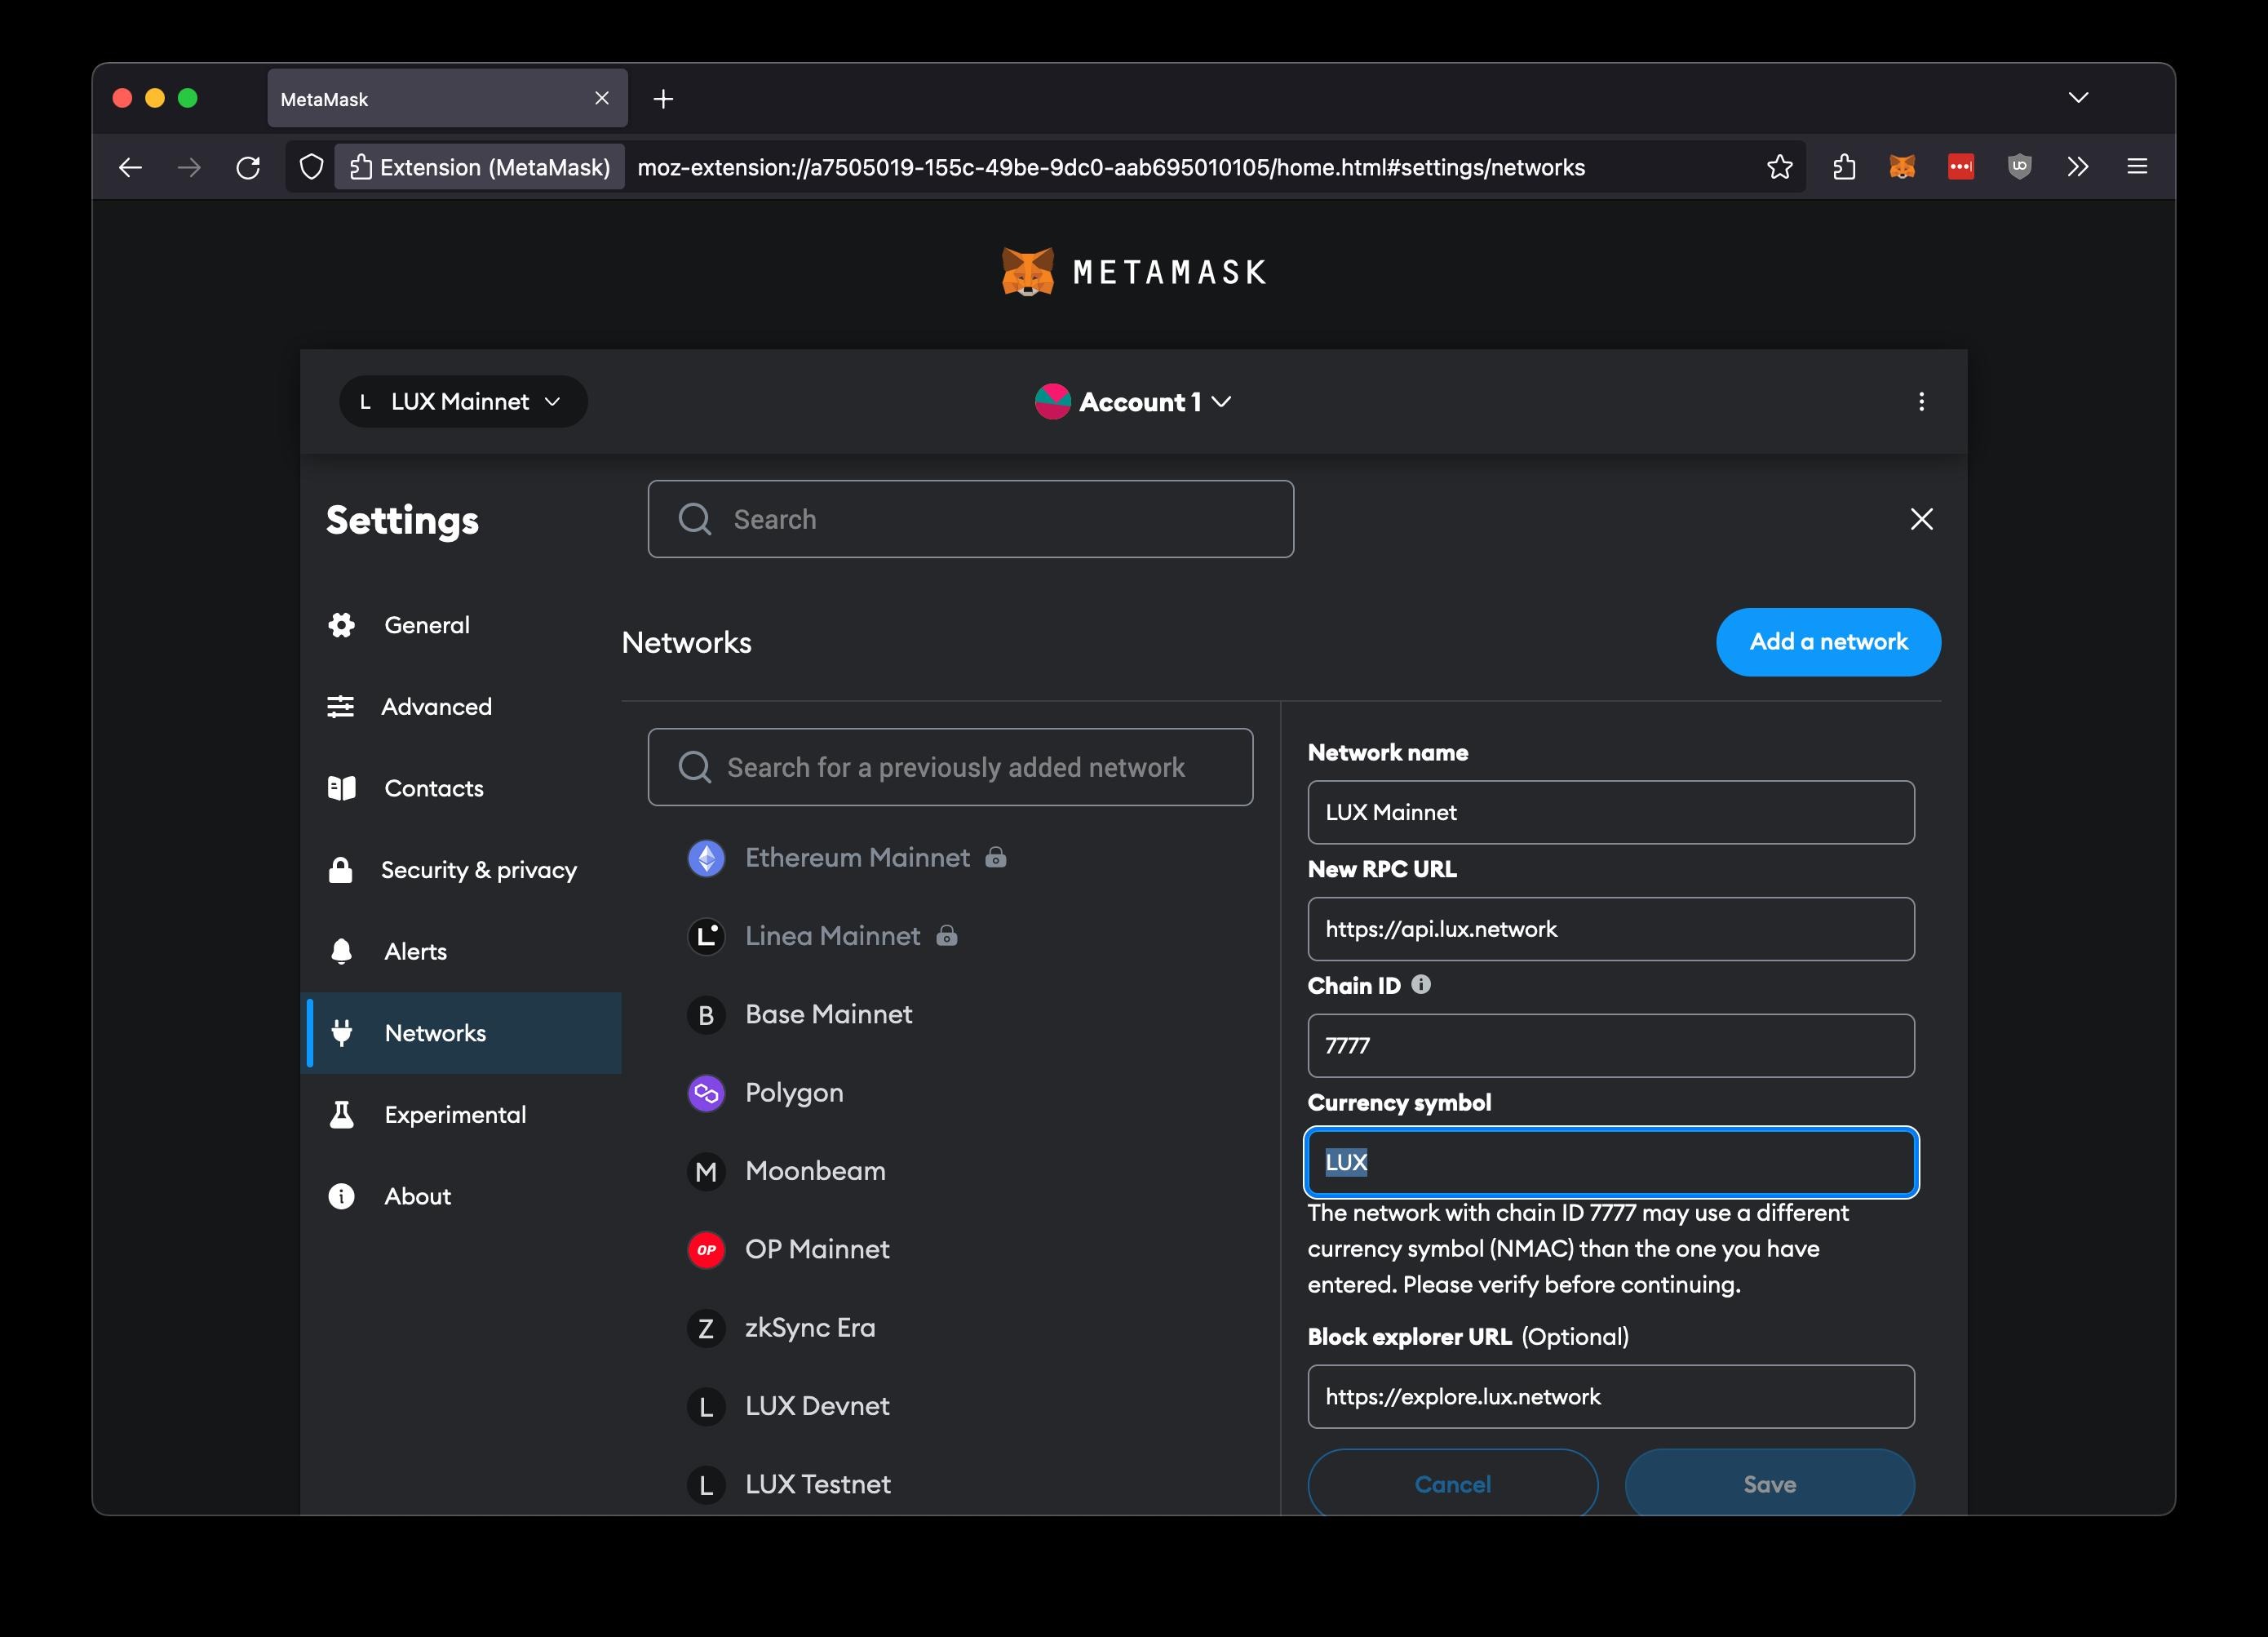 MetaMask
Extension (MetaMask) moz-extension://a7505019-155c-49be-9dc0-aab695010105/home.html#settings/networks
METAMASK
L LUX Mainnet
Account 1
Settings
Search
General
Advanced
Contacts
Security & privacy
Alerts
Networks
Experimental
About
Networks
Add a network
Search for a previously added network
Ethereum Mainnet
L Linea Mainnet
B Base Mainnet
Polygon
M Moonbeam
OP OP Mainnet
Z zkSync Era
L LUX Devnet
L LUX Testnet
Network name
LUX Mainnet
New RPC URL
https://api.lux.network
Chain ID
7777
Currency symbol
LUX
The network with chain ID 7777 may use a different
currency symbol (NMAC) than the one you have
entered. Please verify before continuing.
Block explorer URL (Optional)
https://explore.lux.network
Cancel
Save